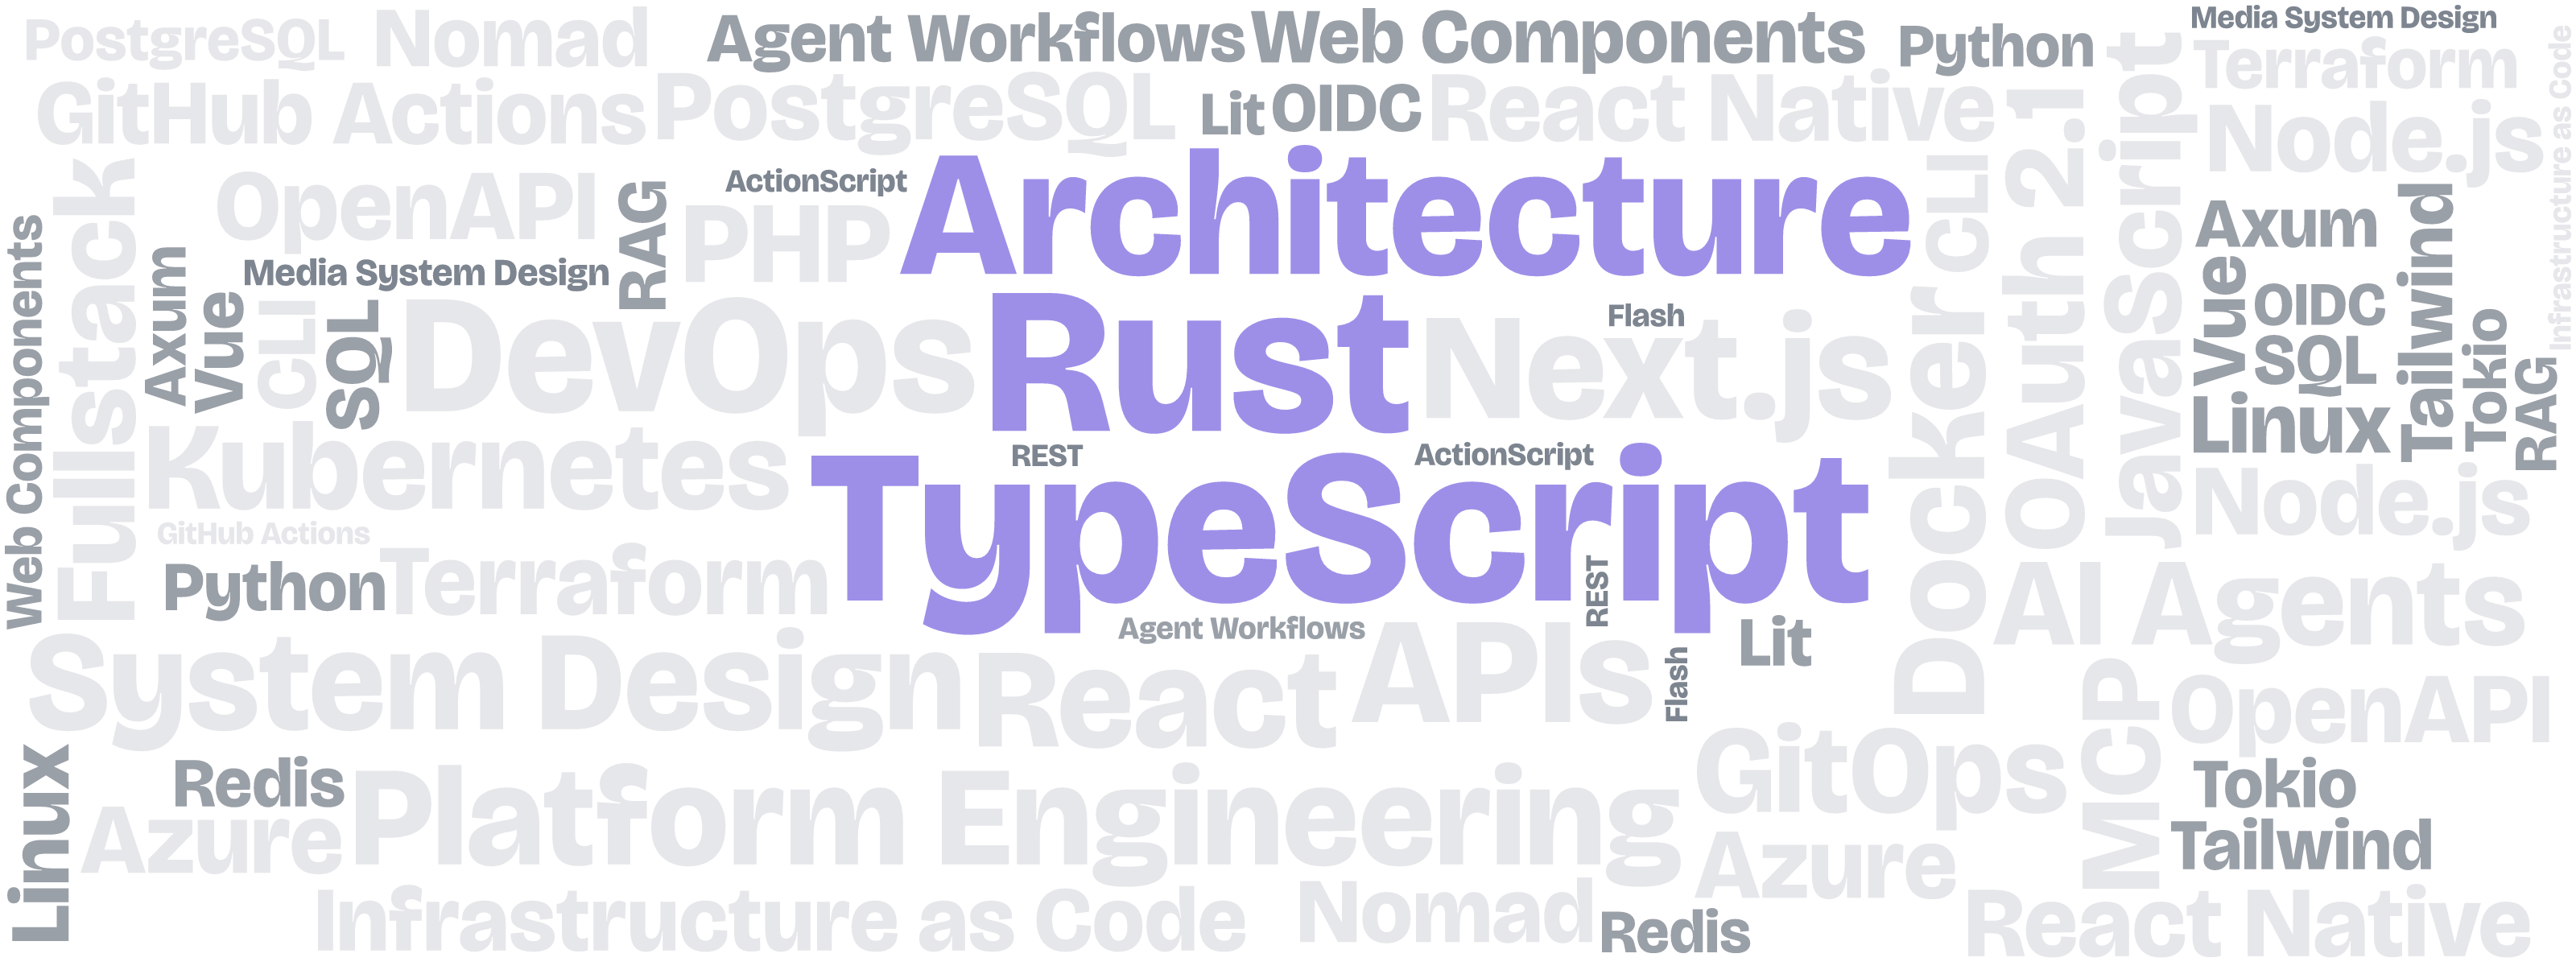 PostgreSQL
Nomad
Agent Workflows
Web Components
Python
Media System Design
Terraform
Infrastructure as Code
GitHub Actions
PostgreSQL
Lit
OIDC
React Native
JavaScript
Node.js
Fullstack
OpenAPI
RAG
ActionScript
PHP
Architecture
CLI
OAuth 2.1
Axum
Tailwind
Web Components
Axum
Media System Design
Vue
CLI
SQL
DevOps
Rust
Flash
Next.js
Docker
Vue
OIDC
SQL
Tokio
RAG
Linux
Kubernetes
REST
ActionScript
TypeScript
Node.js
GitHub Actions
Python
Terraform
REST
AI Agents
Agent Workflows
Lit
System Design
React
APIs
Flash
MCP
OpenAPI
Linux
Redis
Azure
Platform Engineering
GitOps
Azure
Tokio
Tailwind
Infrastructure as Code
Nomad
Redis
React Native